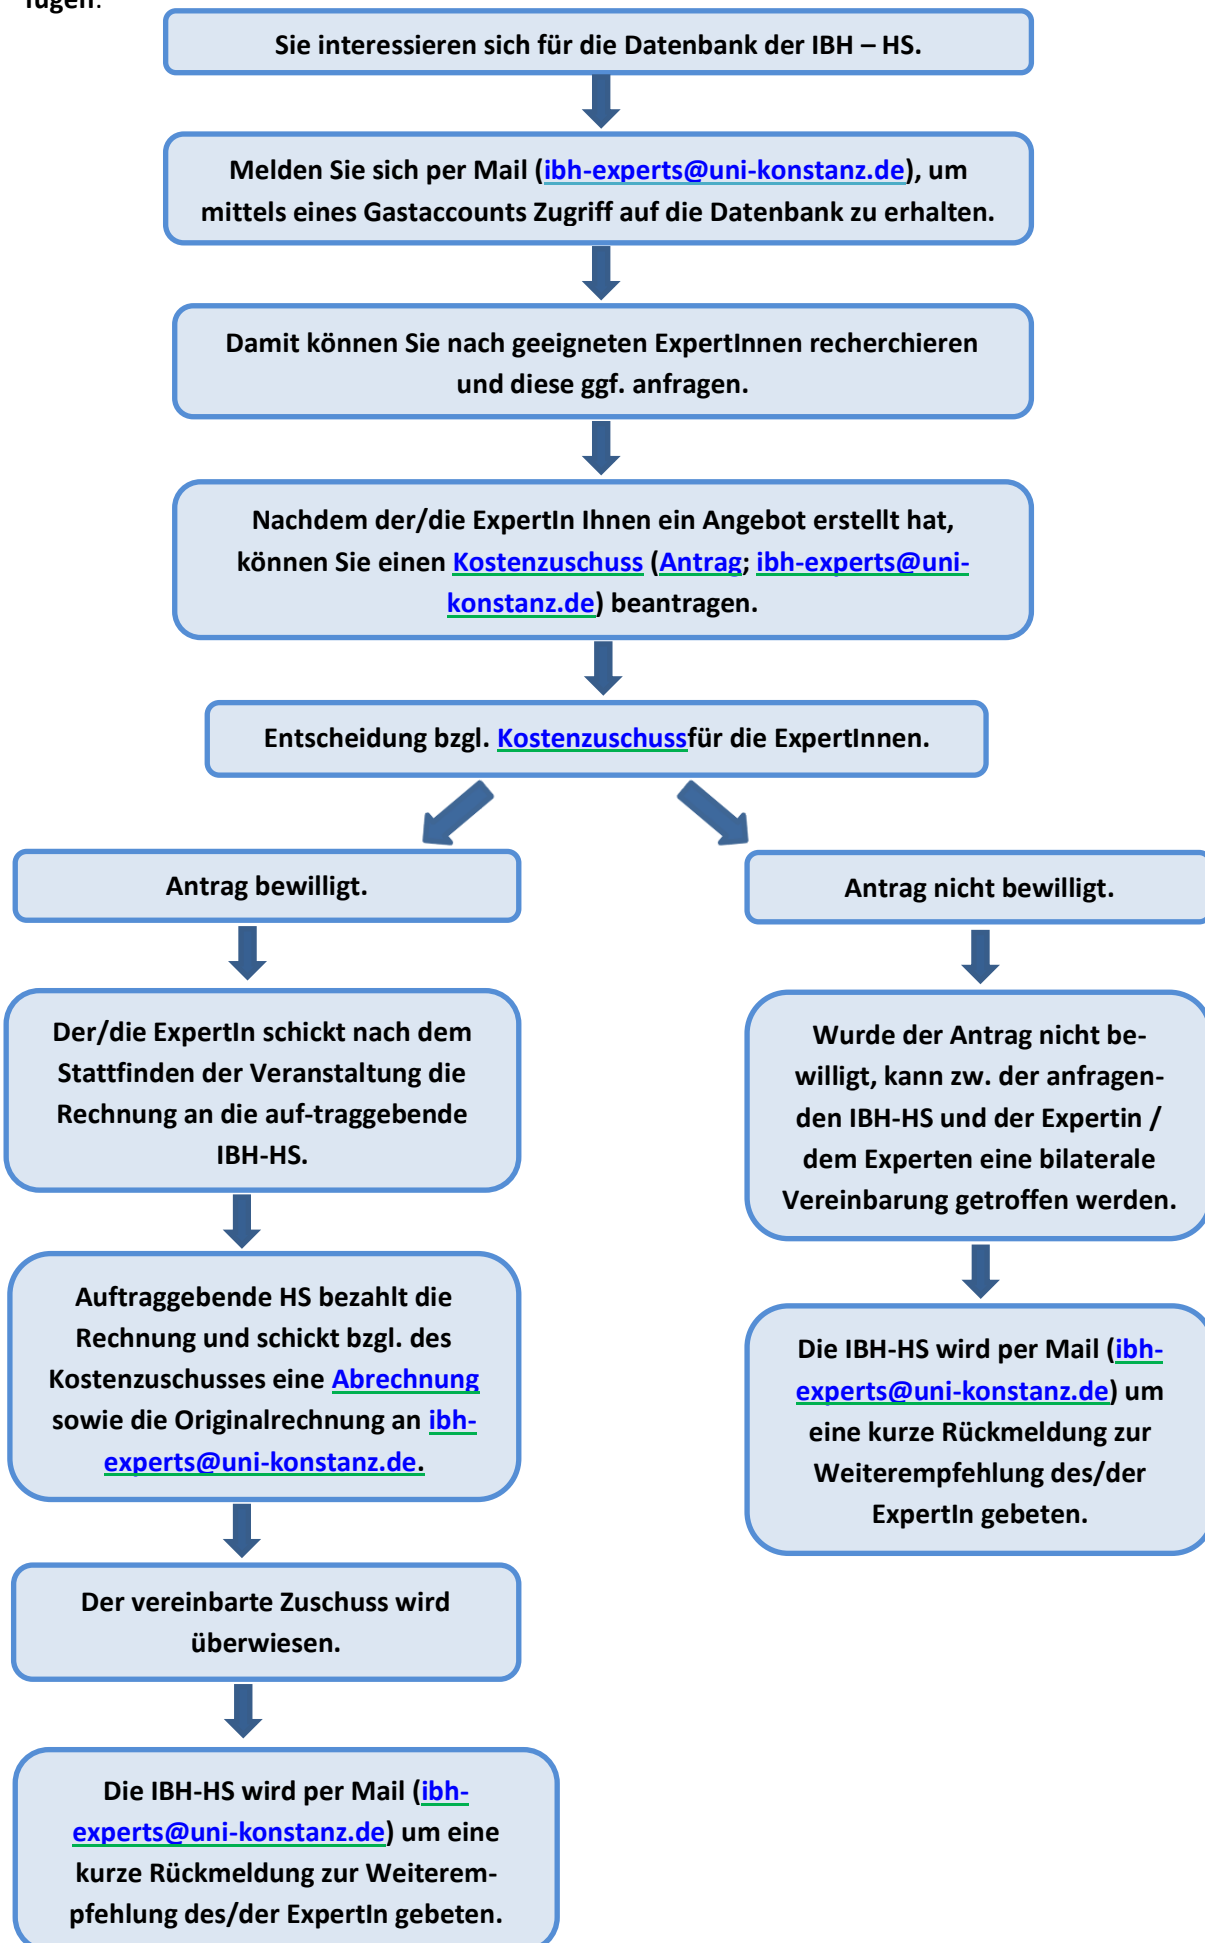 fügen.
Sie interessieren sich für die Datenbank der IBH – HS.
Melden Sie sich per Mail (ibh-experts@uni-konstanz.de), um
mittels eines Gastaccounts Zugriff auf die Datenbank zu erhalten.
Damit können Sie nach geeigneten ExpertInnen recherchieren
und diese ggf. anfragen.
Nachdem der/die ExpertIn Ihnen ein Angebot erstellt hat,
können Sie einen Kostenzuschuss (Antrag; ibh-experts@uni-
konstanz.de) beantragen.
Entscheidung bzgl. Kostenzuschussfür die ExpertInnen.
Antrag bewilligt.
Der/die ExpertIn schickt nach dem
Stattfinden der Veranstaltung die
Rechnung an die auf-traggebende
IBH-HS.
Auftraggebende HS bezahlt die
Rechnung und schickt bzgl. des
Kostenzuschusses eine Abrechnung
sowie die Originalrechnung an ibh-
experts@uni-konstanz.de.
Der vereinbarte Zuschuss wird
überwiesen.
Die IBH-HS wird per Mail (ibh-
experts@uni-konstanz.de) um eine
kurze Rückmeldung zur Weiterem-
pfehlung des/der ExpertIn gebeten.
Antrag nicht bewilligt.
Wurde der Antrag nicht be-
willigt, kann zw. der anfragen-
den IBH-HS und der Expertin /
dem Experten eine bilaterale
Vereinbarung getroffen werden.
Die IBH-HS wird per Mail (ibh-
experts@uni-konstanz.de) um
eine kurze Rückmeldung zur
Weiterempfehlung des/der
ExpertIn gebeten.